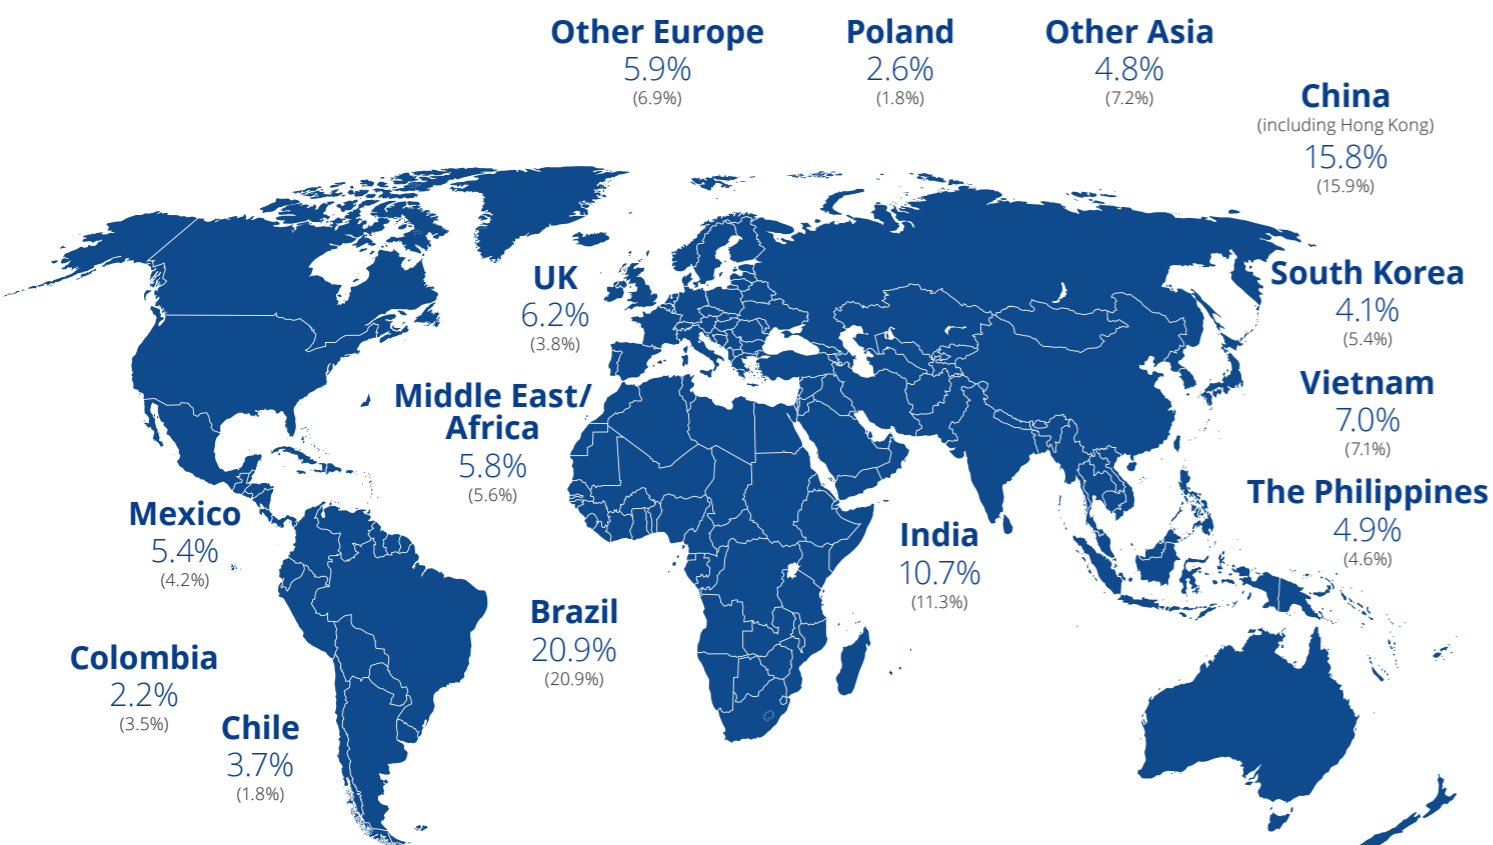 Other Europe
5.9%
(6.9%)
Poland
2.6%
(1.8%)
Other Asia
4.8%
(7.2%)
China
(including Hong Kong)
15.8%
(15.9%)
UK
6.2%
(3.8%)
South Korea
4.1%
(5.4%)
Middle East/
Africa
5.8%
(5.6%)
Vietnam
7.0%
(7.1%)
Mexico
5.4%
(4.2%)
India
10.7%
(11.3%)
The Philippines
4.9%
(4.6%)
Brazil
20.9%
(20.9%)
Colombia
2.2%
(3.5%)
Chile
3.7%
(1.8%)